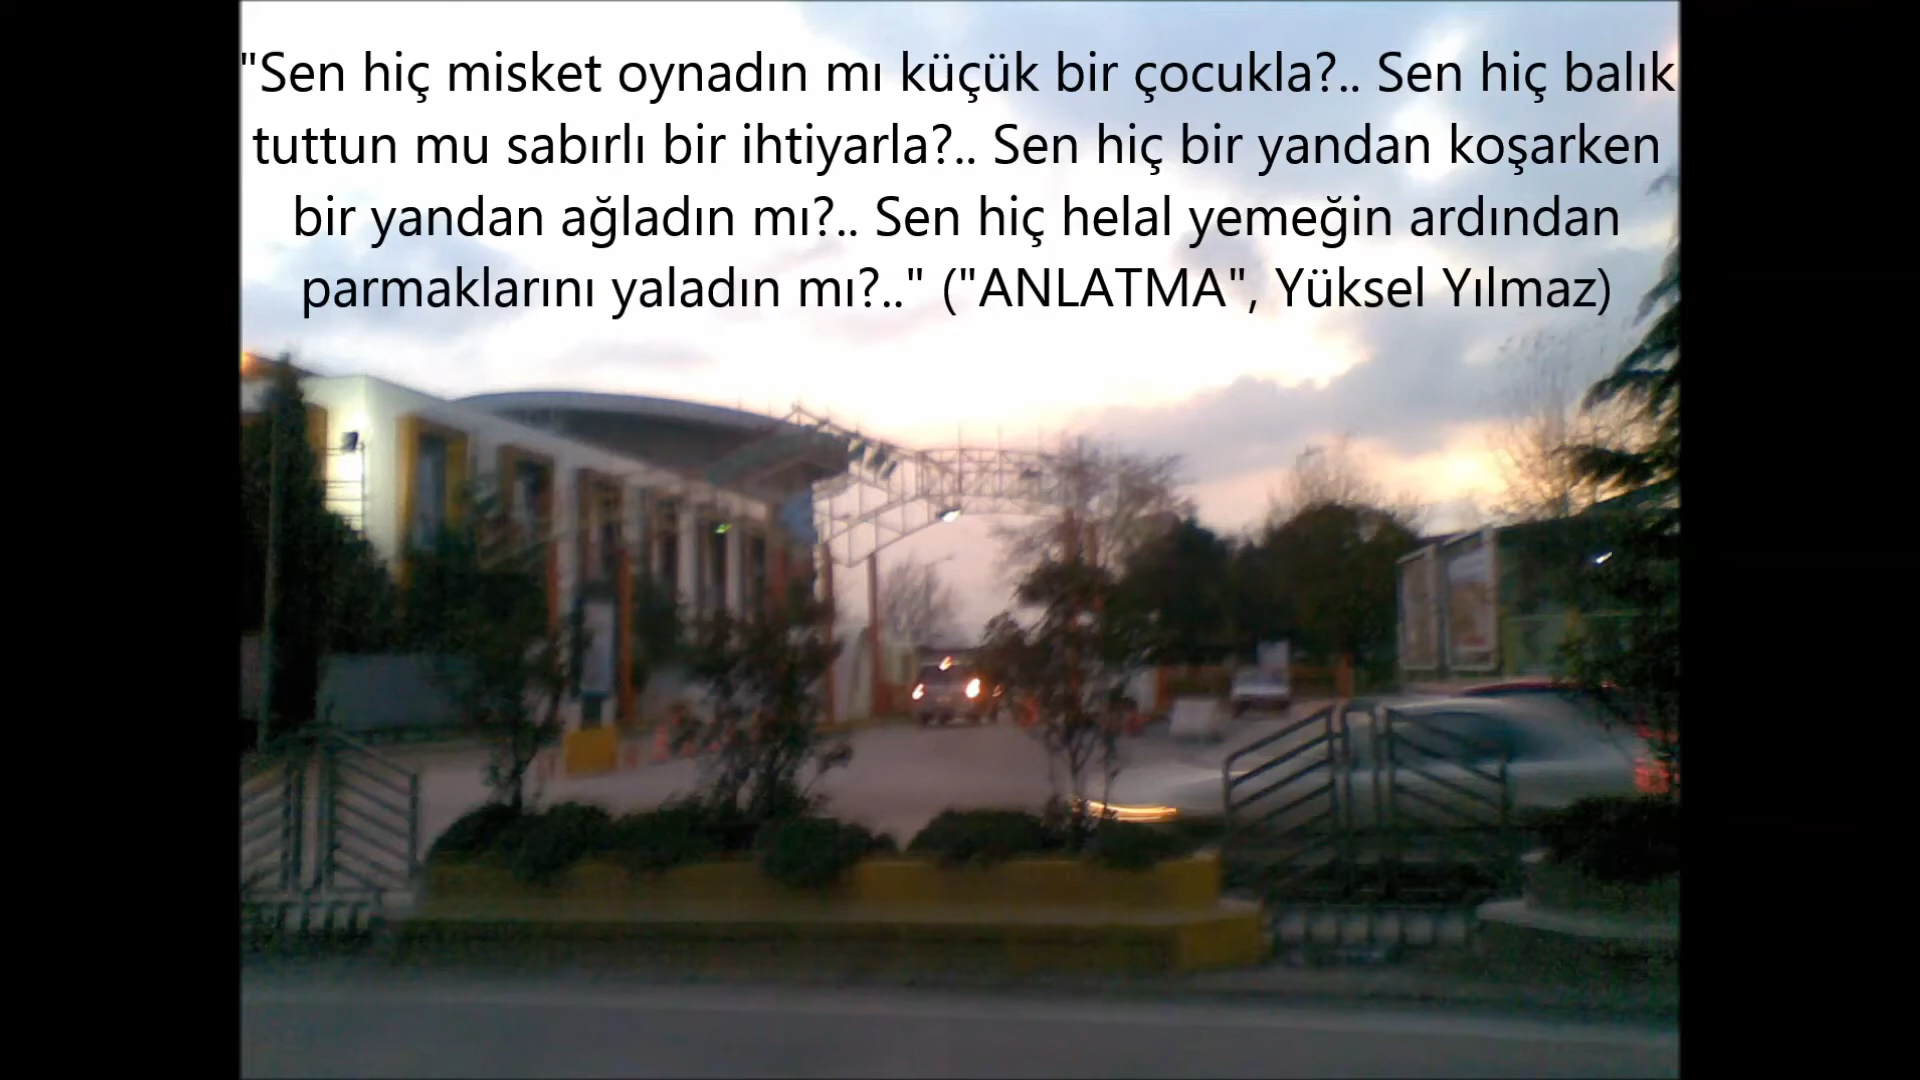 "Sen hiç misket oynadın mı küçük bir çocukla?.. Sen hiç balık
tuttun mu sabırlı bir ihtiyarla?.. Sen hiç bir yandan koşarken
bir yandan ağladın mı?.. Sen hiç helal yemeğin ardından
parmaklarını yaladın mı?.." ("ANLATMA", Yüksel Yılmaz)